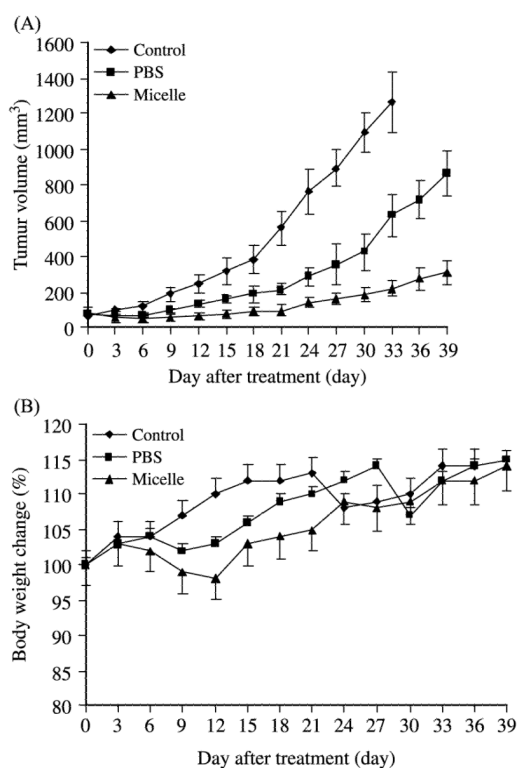 (A)
Tumur volume (mm³)
1600
1400
1200
1000
800
600
400
200
0
Control
PBS
Micelle
0 3 6 9 12 15 18 21 24 27 30 33 36 39
Day after treatment (day)
(B)
Body weight change (%)
120
115
110
105
100
95
90
85
80
Control
PBS
Micelle
0 3 6 9 12 15 18 21 24 27 30 33 36 39
Day after treatment (day)